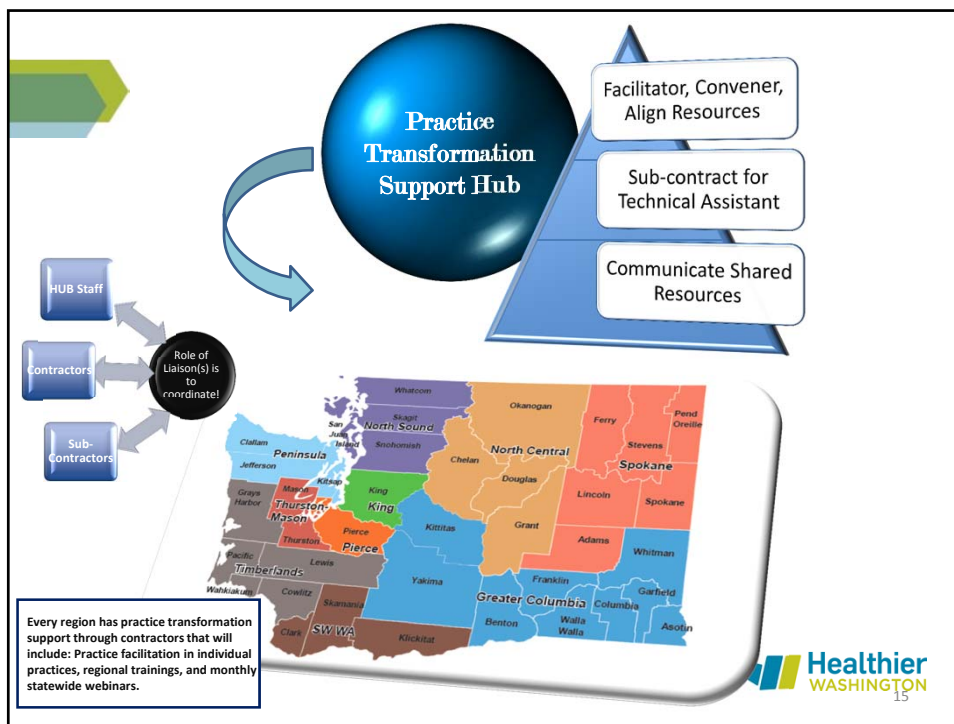 Practice
Transformation
Support Hub
Facilitator, Convener,
Align Resources
Sub-contract for
Technical Assistant
Communicate Shared
Resources
HUB Staff
Contractors
Sub-
Contractors
Role of
Liaison(s) is
to
coordinate!
Whatcom
San
Juan
Island
Skagit
North Sound
Snohomish
Okanogan
Chelan
North Central
Douglas
Grant
Ferry
Pend
Oreille
Stevens
Spokane
Lincoln
Spokane
Adams
Clallam
Peninsula
Jefferson
Kitsap
Grays
Harbor
Mason
Thurston-
Mason
Thurston
King
King
Pierce
Pierce
Kittitas
Whitman
Pacific
Lewis
Timberlands
Wahkiakum
Cowlitz
Yakima
Franklin
Greater Columbia
Benton
Walla
Walla
Columbia
Garfield
Asotin
Skamania
Clark
SW WA
Klickitat
Every region has practice transformation
support through contractors that will
include: Practice facilitation in individual
practices, regional trainings, and monthly
statewide webinars.
Healthier
WASHINGTON
15